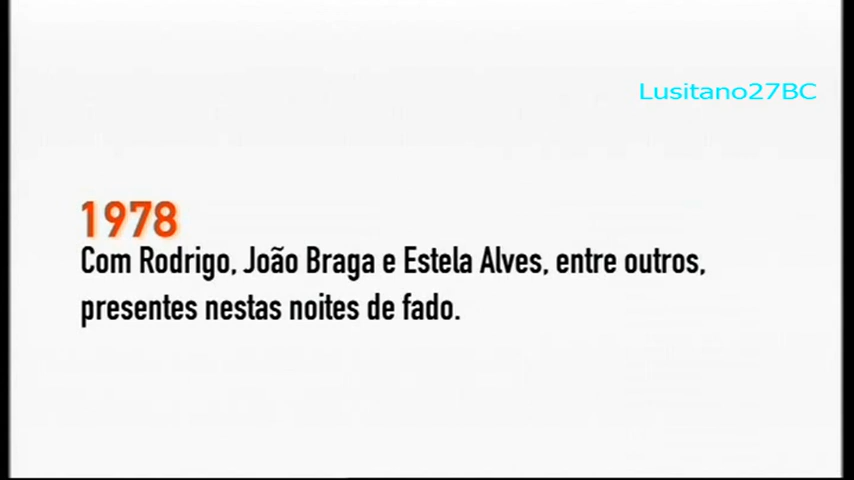 Lusitano27BC
1978
Com Rodrigo, João Braga e Estela Alves, entre outros,
presentes nestas noites de fado.